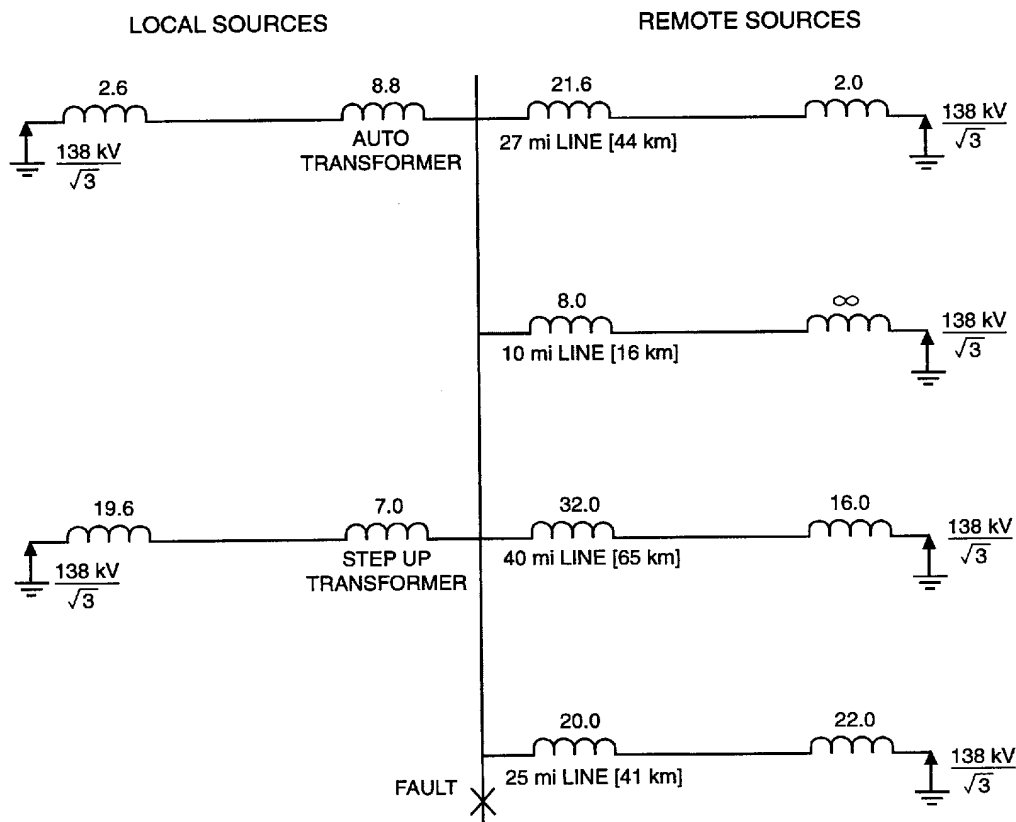 LOCAL SOURCES
REMOTE SOURCES
2.6
8.8
21.6
2.0
138 kV
√3
AUTO
TRANSFORMER
27 mi LINE [44 km]
138 kV
√3
8.0
∞
10 mi LINE [16 km]
138 kV
√3
19.6
7.0
32.0
16.0
138 kV
√3
STEP UP
TRANSFORMER
40 mi LINE [65 km]
138 kV
√3
20.0
22.0
FAULT
25 mi LINE [41 km]
138 kV
√3